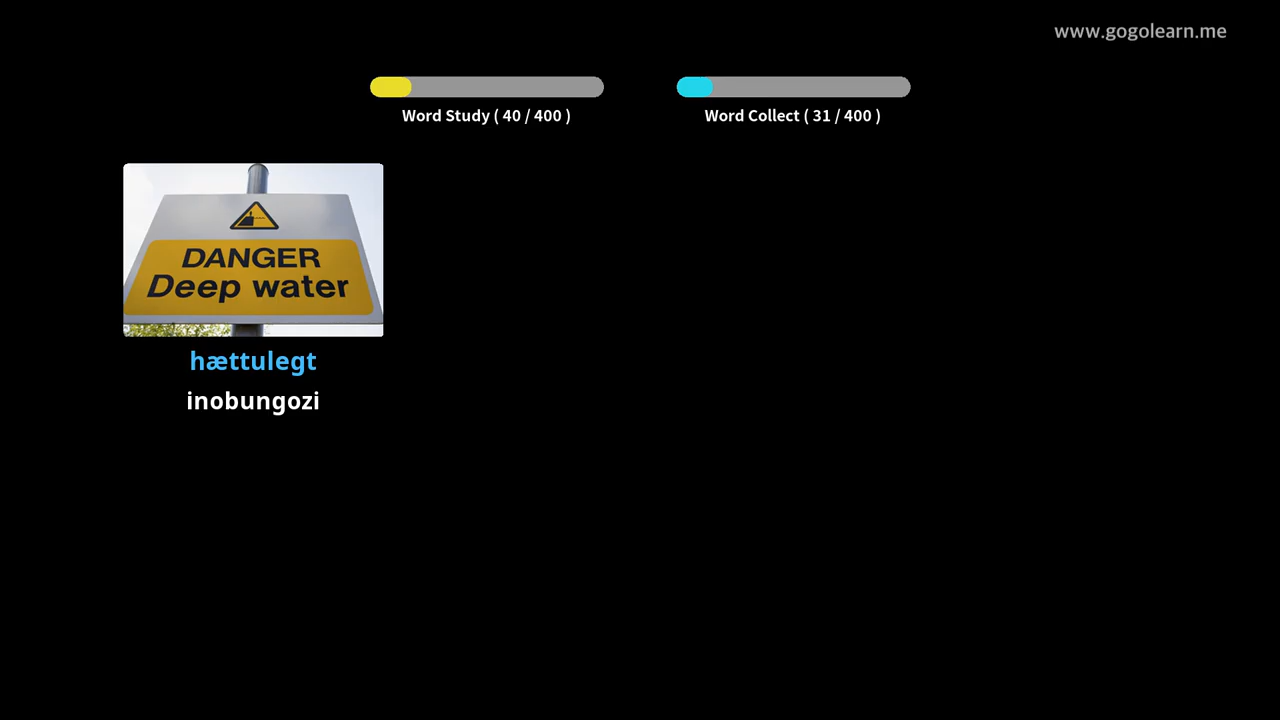 www.gogolearn.me
Word Study ( 40 / 400 )
Word Collect ( 31 / 400 )
DANGER
Deep water
hættulegt
inobungozi